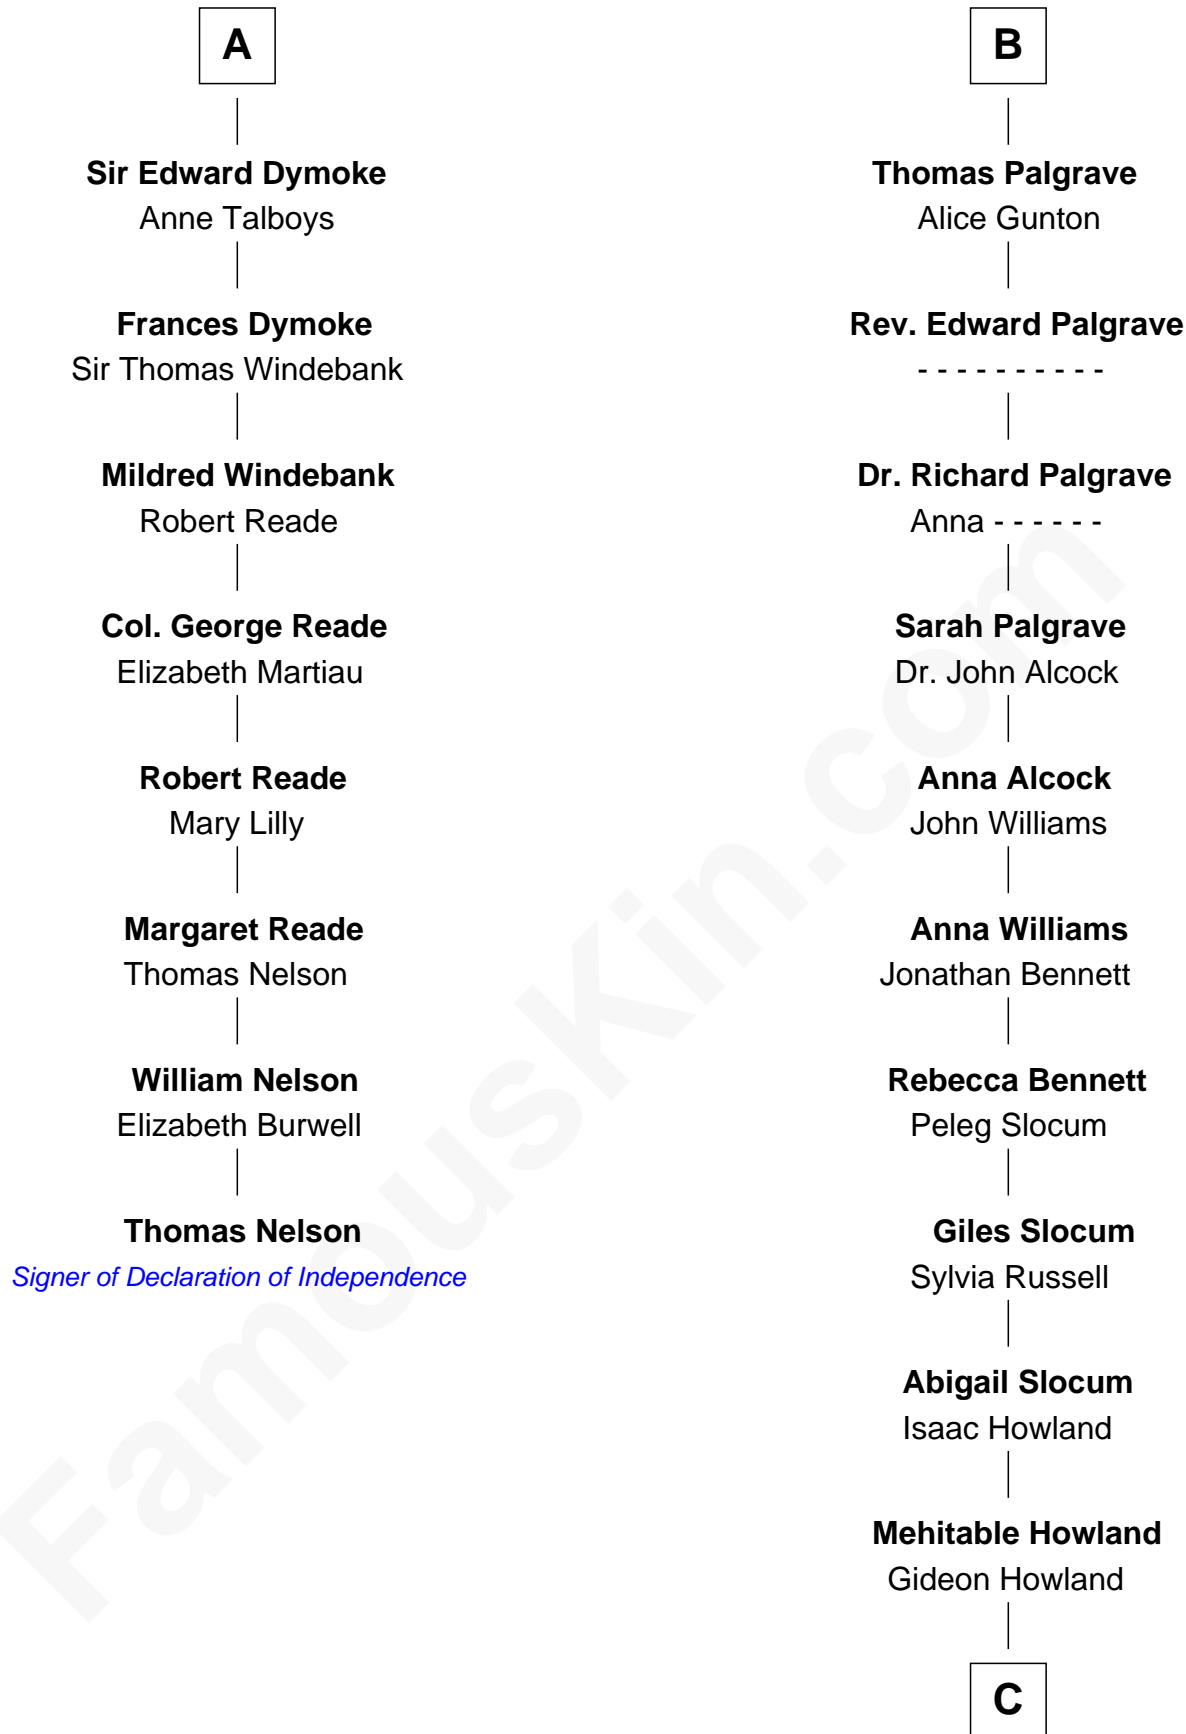 A
Sir Edward Dymoke
Anne Talboys
Frances Dymoke
Sir Thomas Windebank
Mildred Windebank
Robert Reade
Col. George Reade
Elizabeth Martiau
Robert Reade
Mary Lilly
Margaret Reade
Thomas Nelson
William Nelson
Elizabeth Burwell
Thomas Nelson
Signer of Declaration of Independence
B
Thomas Palgrave
Alice Gunton
Rev. Edward Palgrave
- - - - - - - - - -
Dr. Richard Palgrave
Anna - - - - - -
Sarah Palgrave
Dr. John Alcock
Anna Alcock
John Williams
Anna Williams
Jonathan Bennett
Rebecca Bennett
Peleg Slocum
Giles Slocum
Sylvia Russell
Abigail Slocum
Isaac Howland
Mehitable Howland
Gideon Howland
C
FamousKin.com